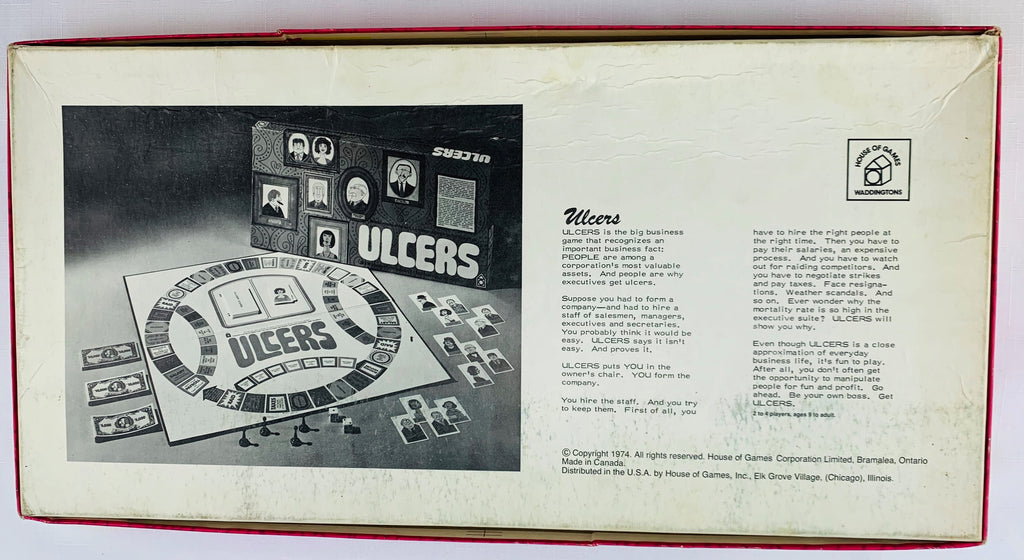 ULCERS
ULCERS
ULCERS
HOUSE OF GAMES
WADDINGTONS
Ulcers
ULCERS is the big business
game that recognizes an
important business fact:
PEOPLE are among a
corporation's most valuable
assets. And people are why
executives get ulcers.
Suppose you had to form a
company—and had to hire a
staff of salesmen, managers,
executives and secretaries.
You probably think it would be
easy. ULCERS says it isn't
easy. And proves it.
ULCERS puts YOU in the
owner's chair. YOU form the
company.
You hire the staff. And you try
to keep them. First of all, you
have to hire the right people at
the right time. Then you have to
pay their salaries, an expensive
process. And you have to watch
out for raiding competitors. And
you have to negotiate strikes
and pay taxes. Face resigna-
tions. Weather scandals. And
so on. Ever wonder why the
mortality rate is so high in the
executive suite? ULCERS will
show you why.
Even though ULCERS is a close
approximation of everyday
business life, it's fun to play.
After all, you don't often get
the opportunity to manipulate
people for fun and profit. Go
ahead. Be your own boss. Get
ULCERS.
2 to 4 players, ages 9 to adult.
© Copyright 1974. All rights reserved. House of Games Corporation Limited, Bramalea, Ontario
Made in Canada.
Distributed in the U.S.A. by House of Games, Inc., Elk Grove Village, (Chicago), Illinois.